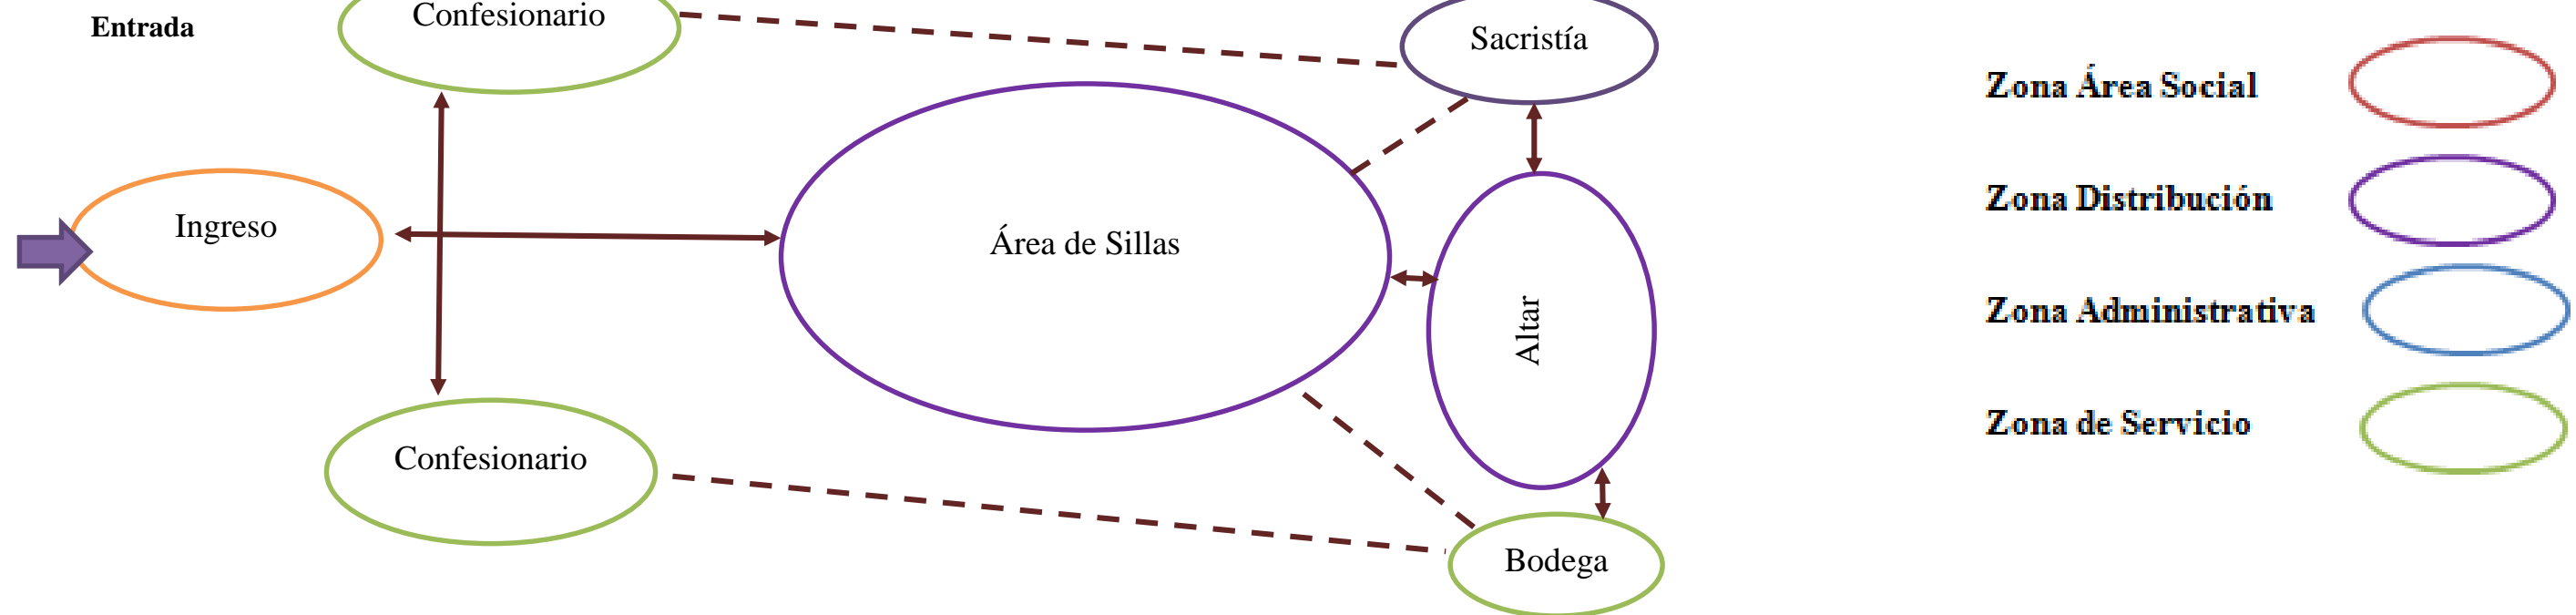 Entrada
Confesionario
Sacristía
Ingreso
Área de Sillas
Altar
Confesionario
Bodega
Zona Área Social
Zona Distribución
Zona Administrativa
Zona de Servicio